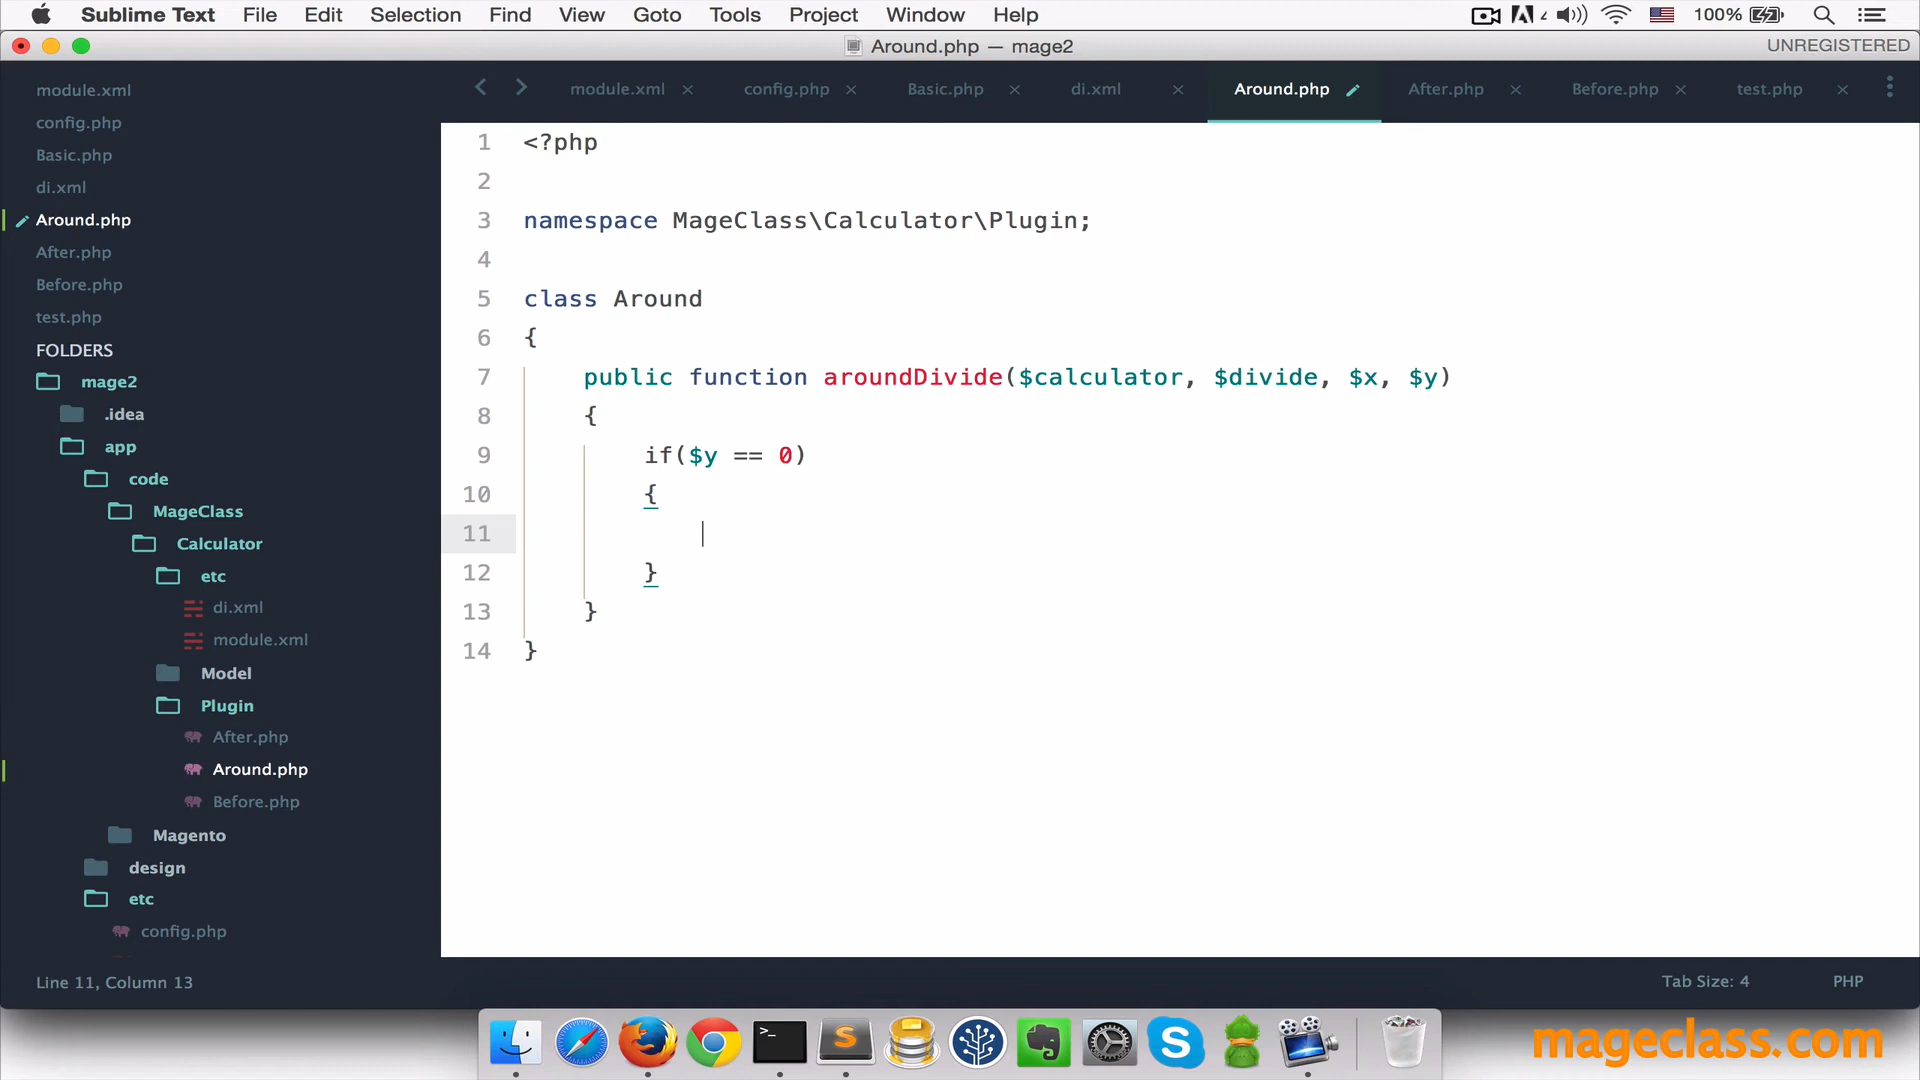 Sublime Text File Edit Selection Find View Goto Tools Project Window Help 4 100%
Around.php — mage2 UNREGISTERED
module.xml
config.php
Basic.php
di.xml
Around.php
After.php
Before.php
test.php
FOLDERS
mage2
.idea
app
code
MageClass
Calculator
etc
di.xml
module.xml
Model
Plugin
After.php
Around.php
Before.php
Magento
design
etc
config.php
module.xml config.php Basic.php di.xml Around.php After.php Before.php test.php
1 <?php
2
3 namespace MageClass\Calculator\Plugin;
4
5 class Around
6 {
7 public function aroundDivide($calculator, $divide, $x, $y)
8 {
9 if($y == 0)
10 {
11
12 }
13 }
14 }
Line 11, Column 13 Tab Size: 4 PHP
mageclass.com